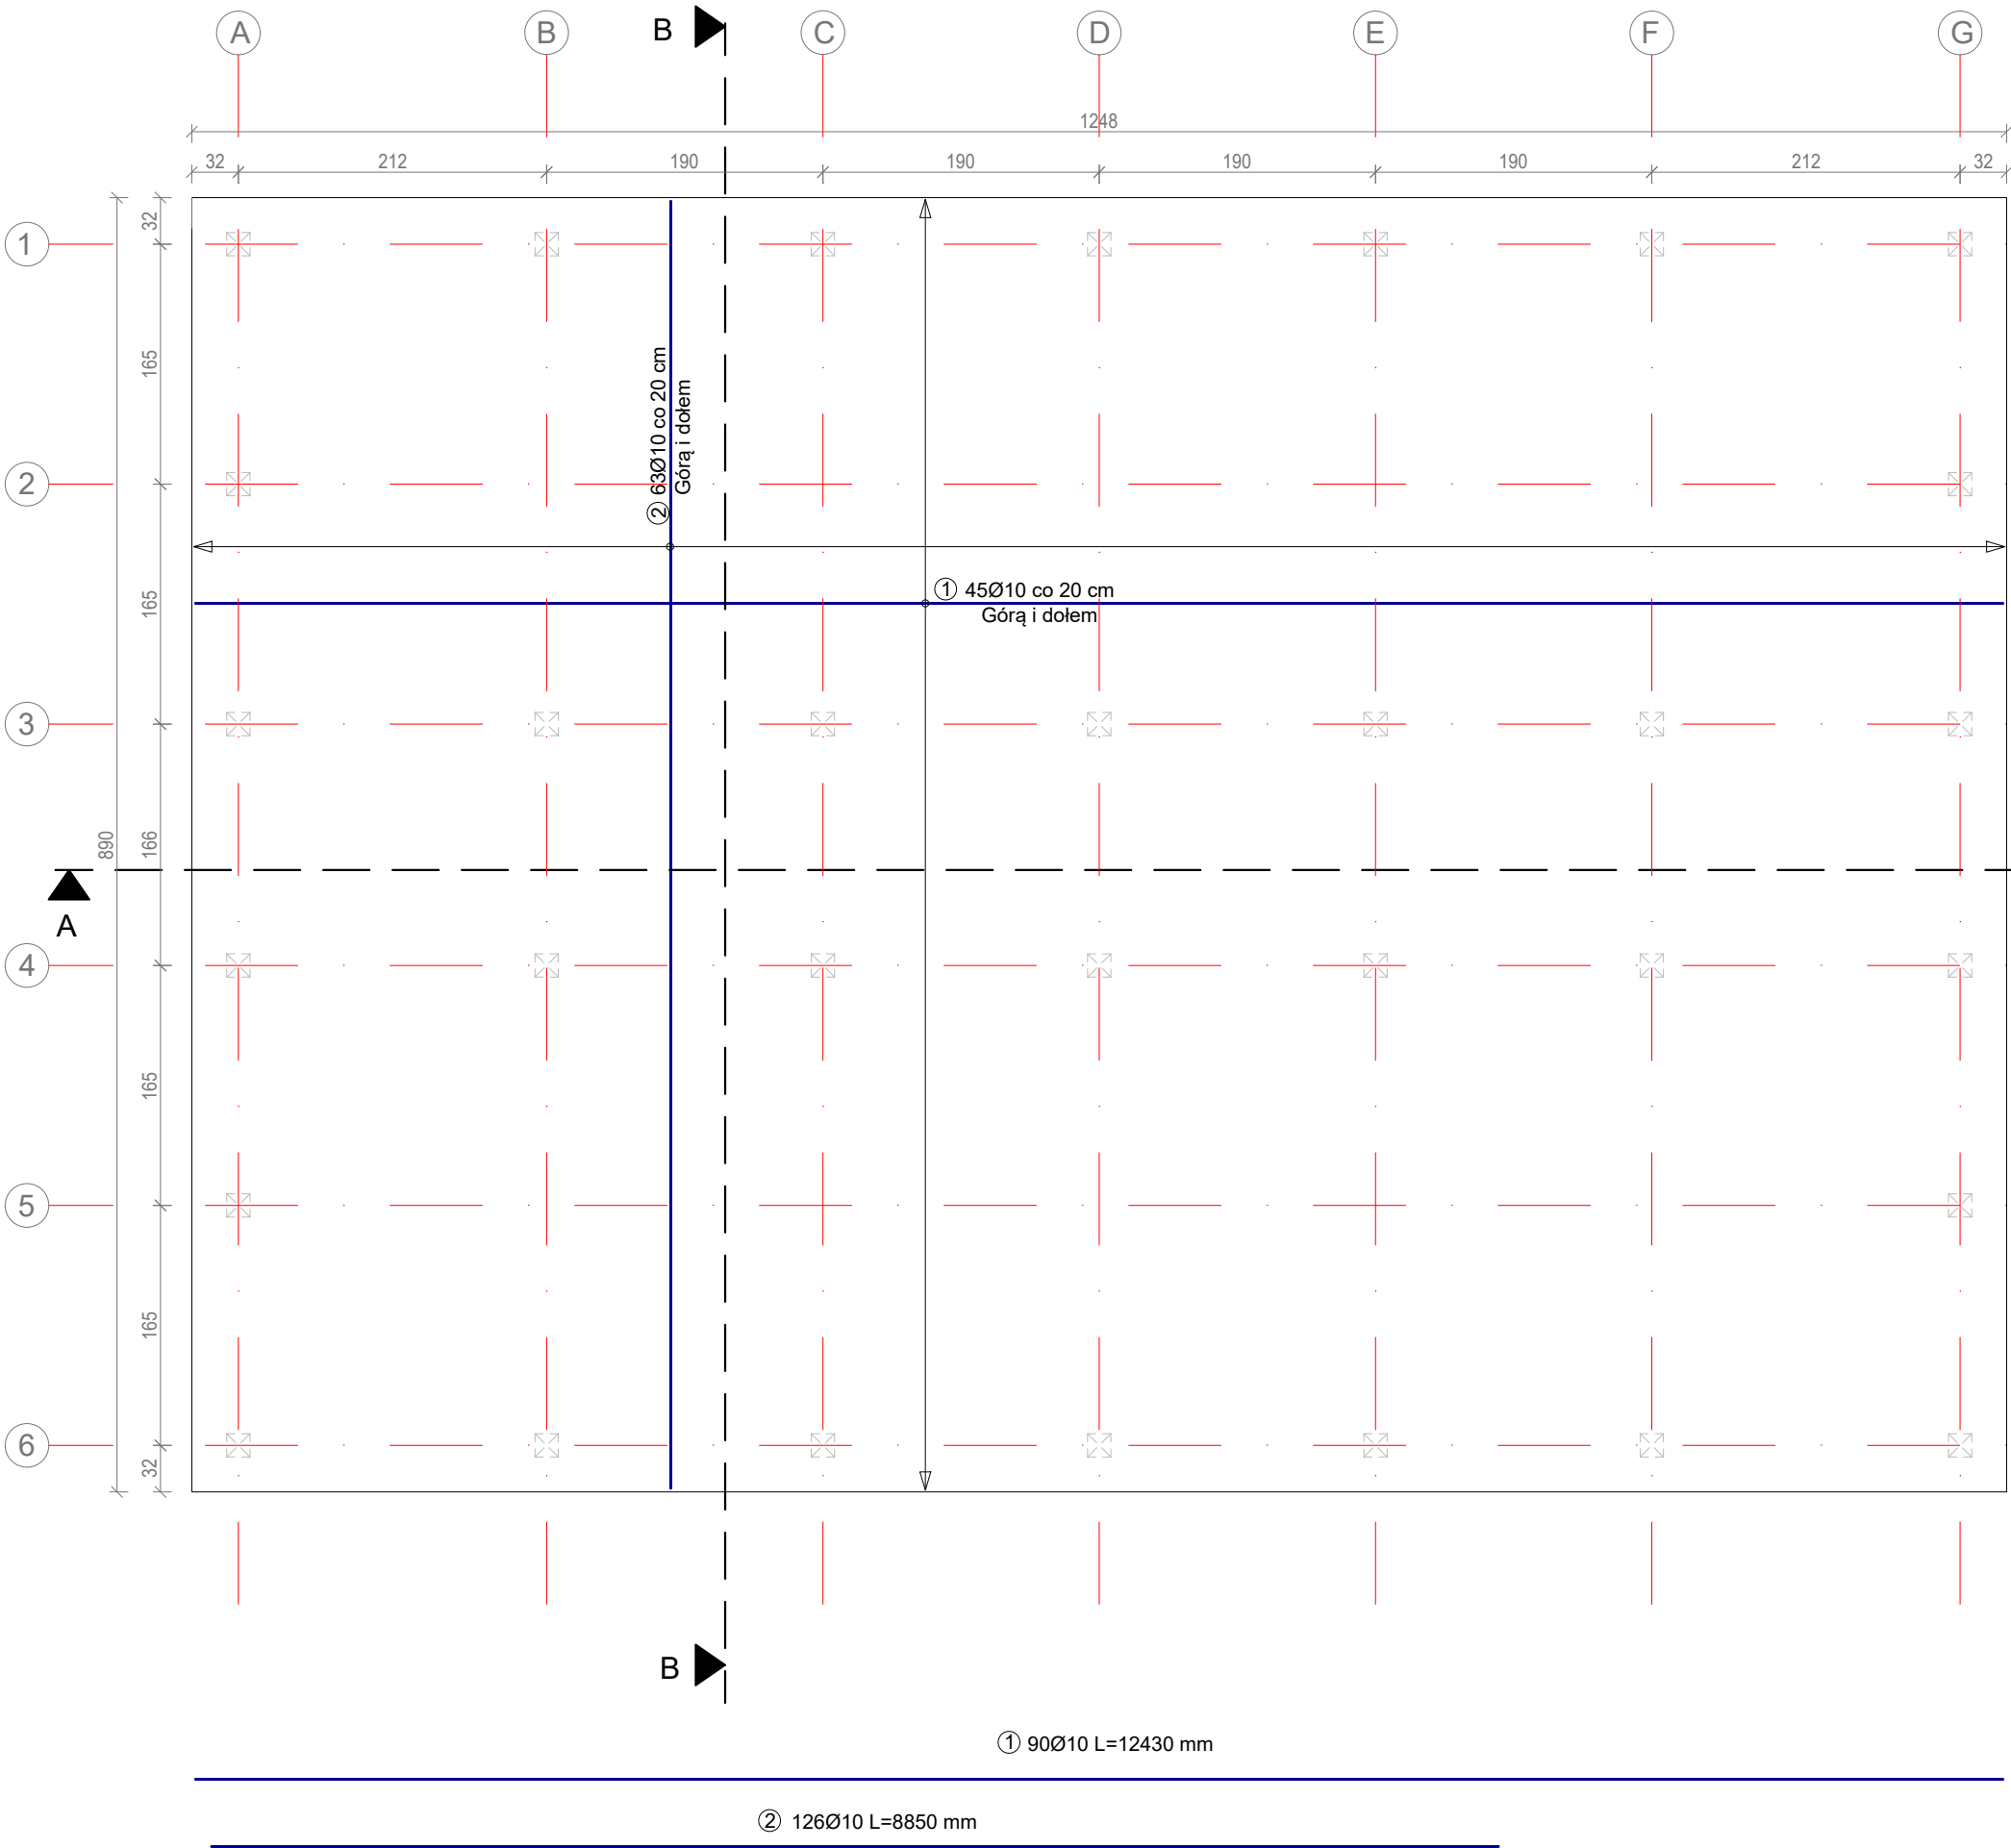 A B B C D E F G
1248
32 212 190 190 190 190 212 32
32
1
165
② 63Ø10 co 20 cm
Górą i dołem
2
165
① 45Ø10 co 20 cm
Górą i dołem
3
890
166
A
4
165
5
165
6
32
B
① 90Ø10 L=12430 mm
② 126Ø10 L=8850 mm